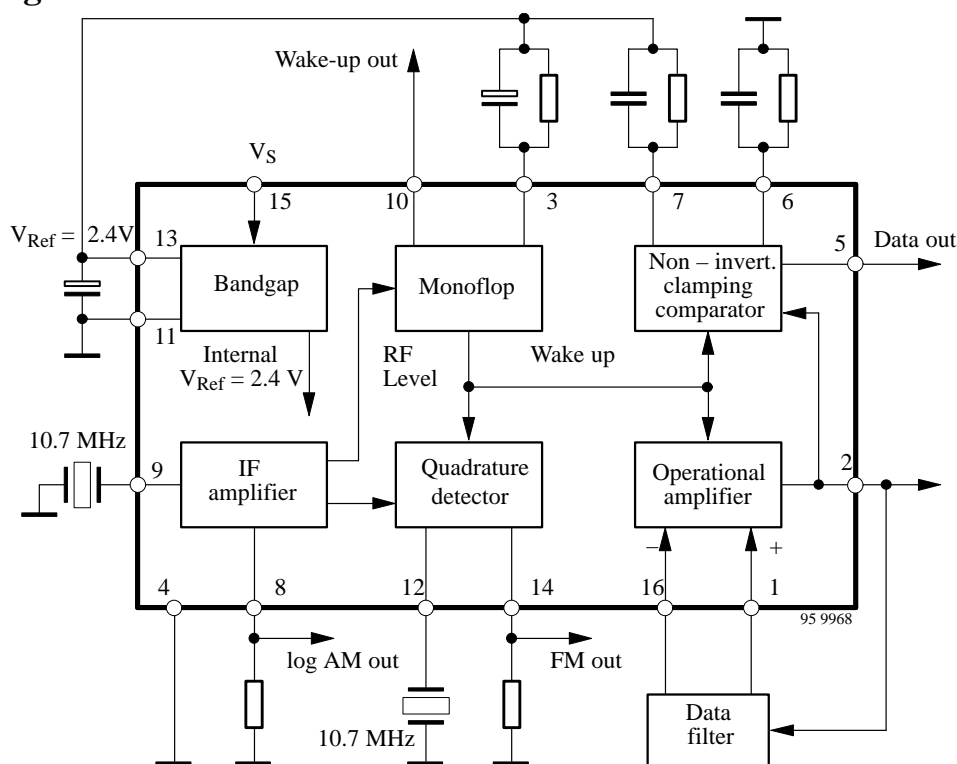 g
Wake-up out
VS
15
10
3
7
6
VRef = 2.4V
13
5
Data out
Bandgap
Monoflop
Non – invert.
clamping
comparator
11
Internal
VRef = 2.4 V
RF
Level
Wake up
10.7 MHz
9
IF
amplifier
Quadrature
detector
Operational
amplifier
2
–
+
4
8
12
14
16
1
95 9968
log AM out
FM out
10.7 MHz
Data
filter